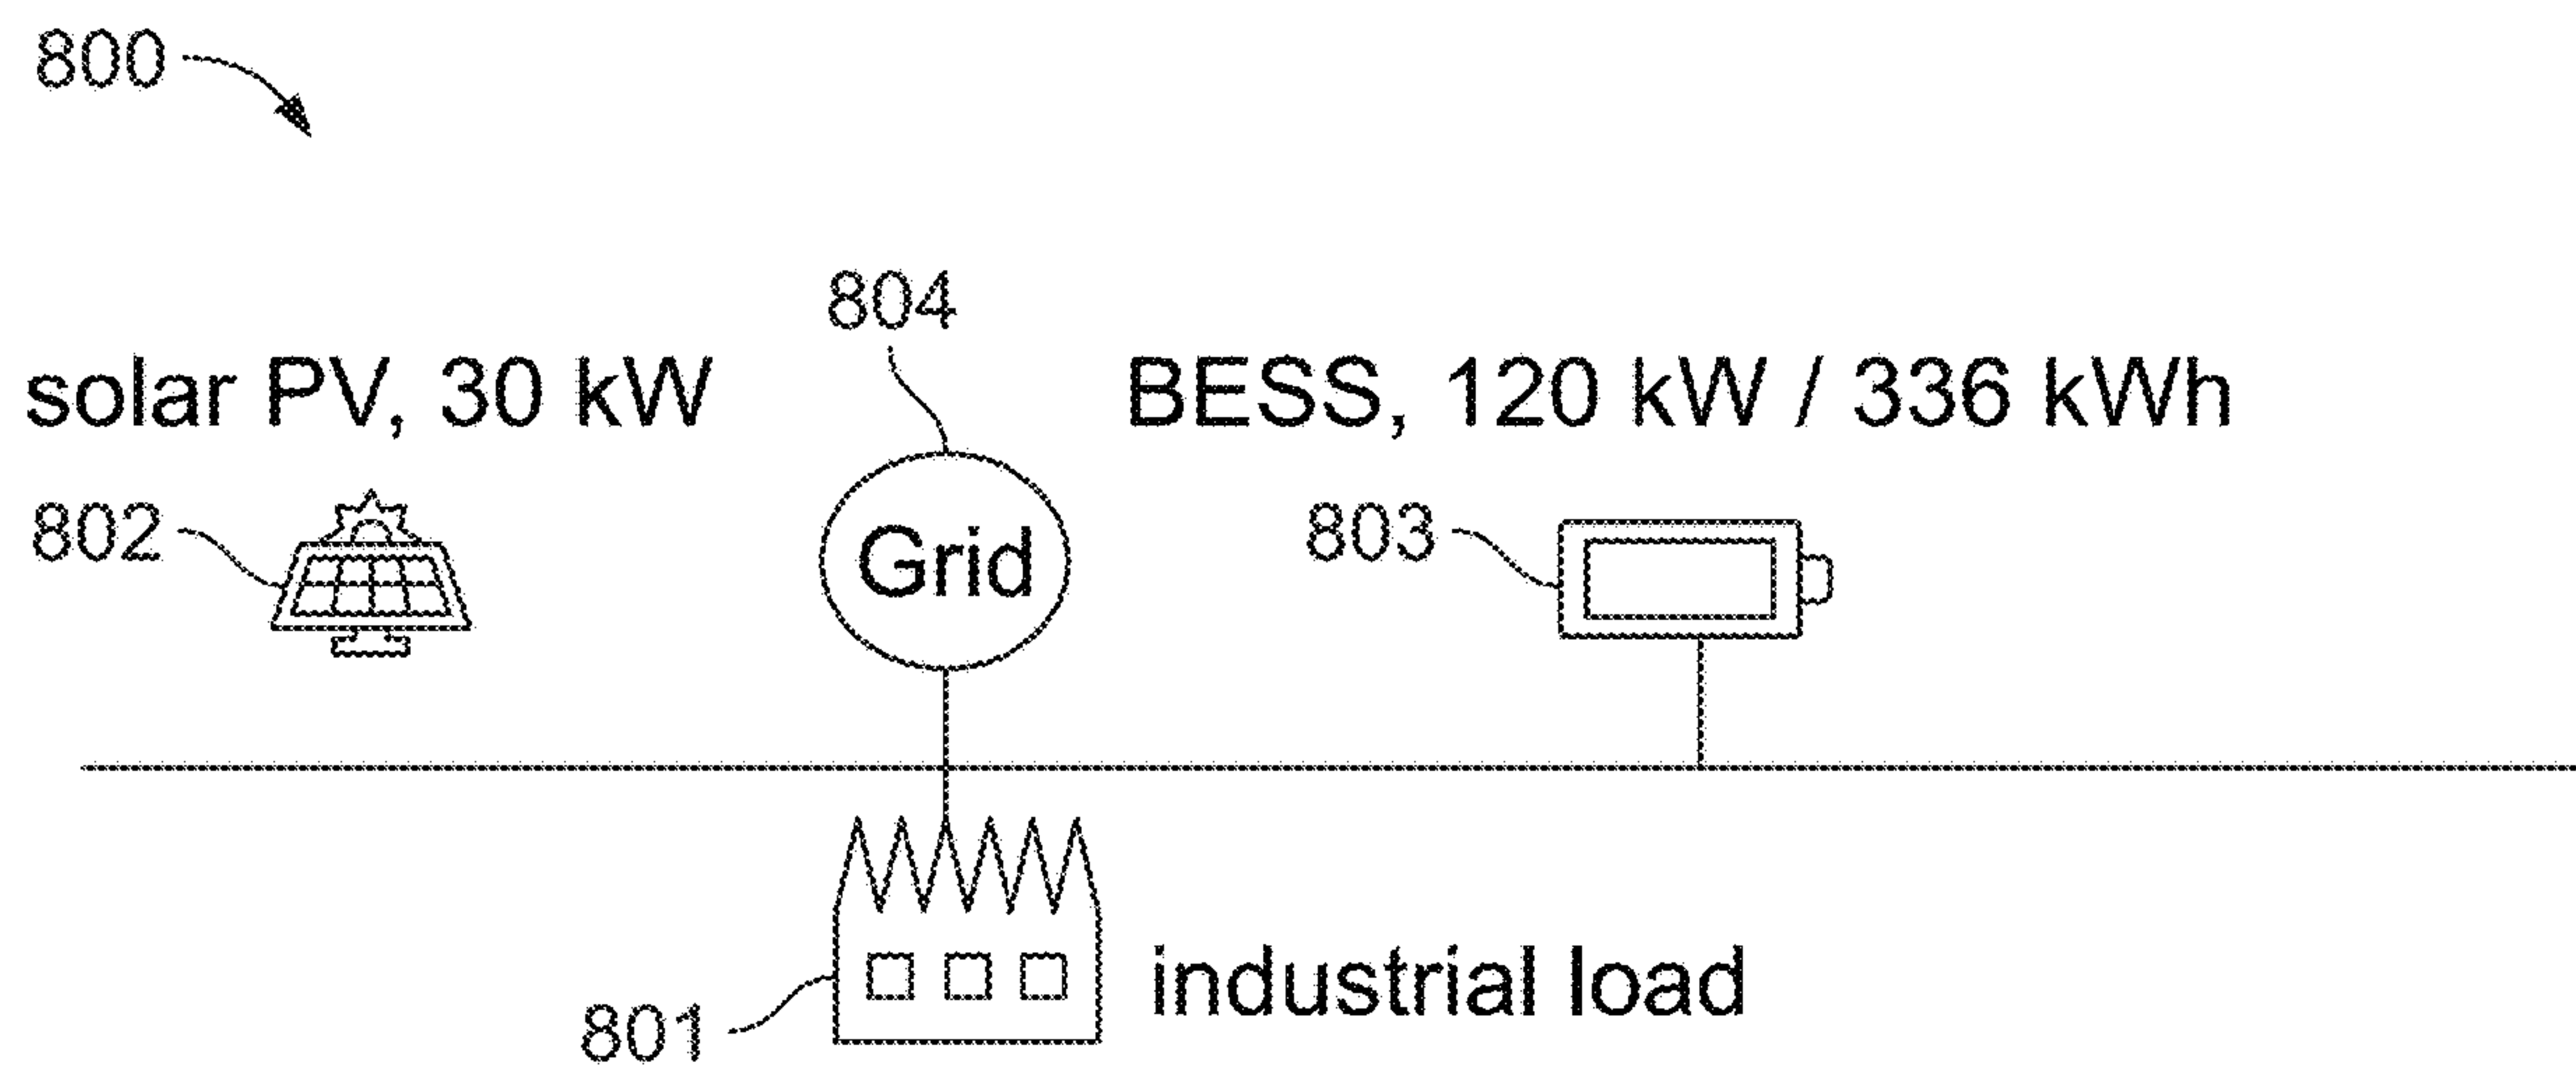 800
804
solar PV, 30 kW
BESS, 120 kW / 336 kWh
802
Grid
803
801
industrial load